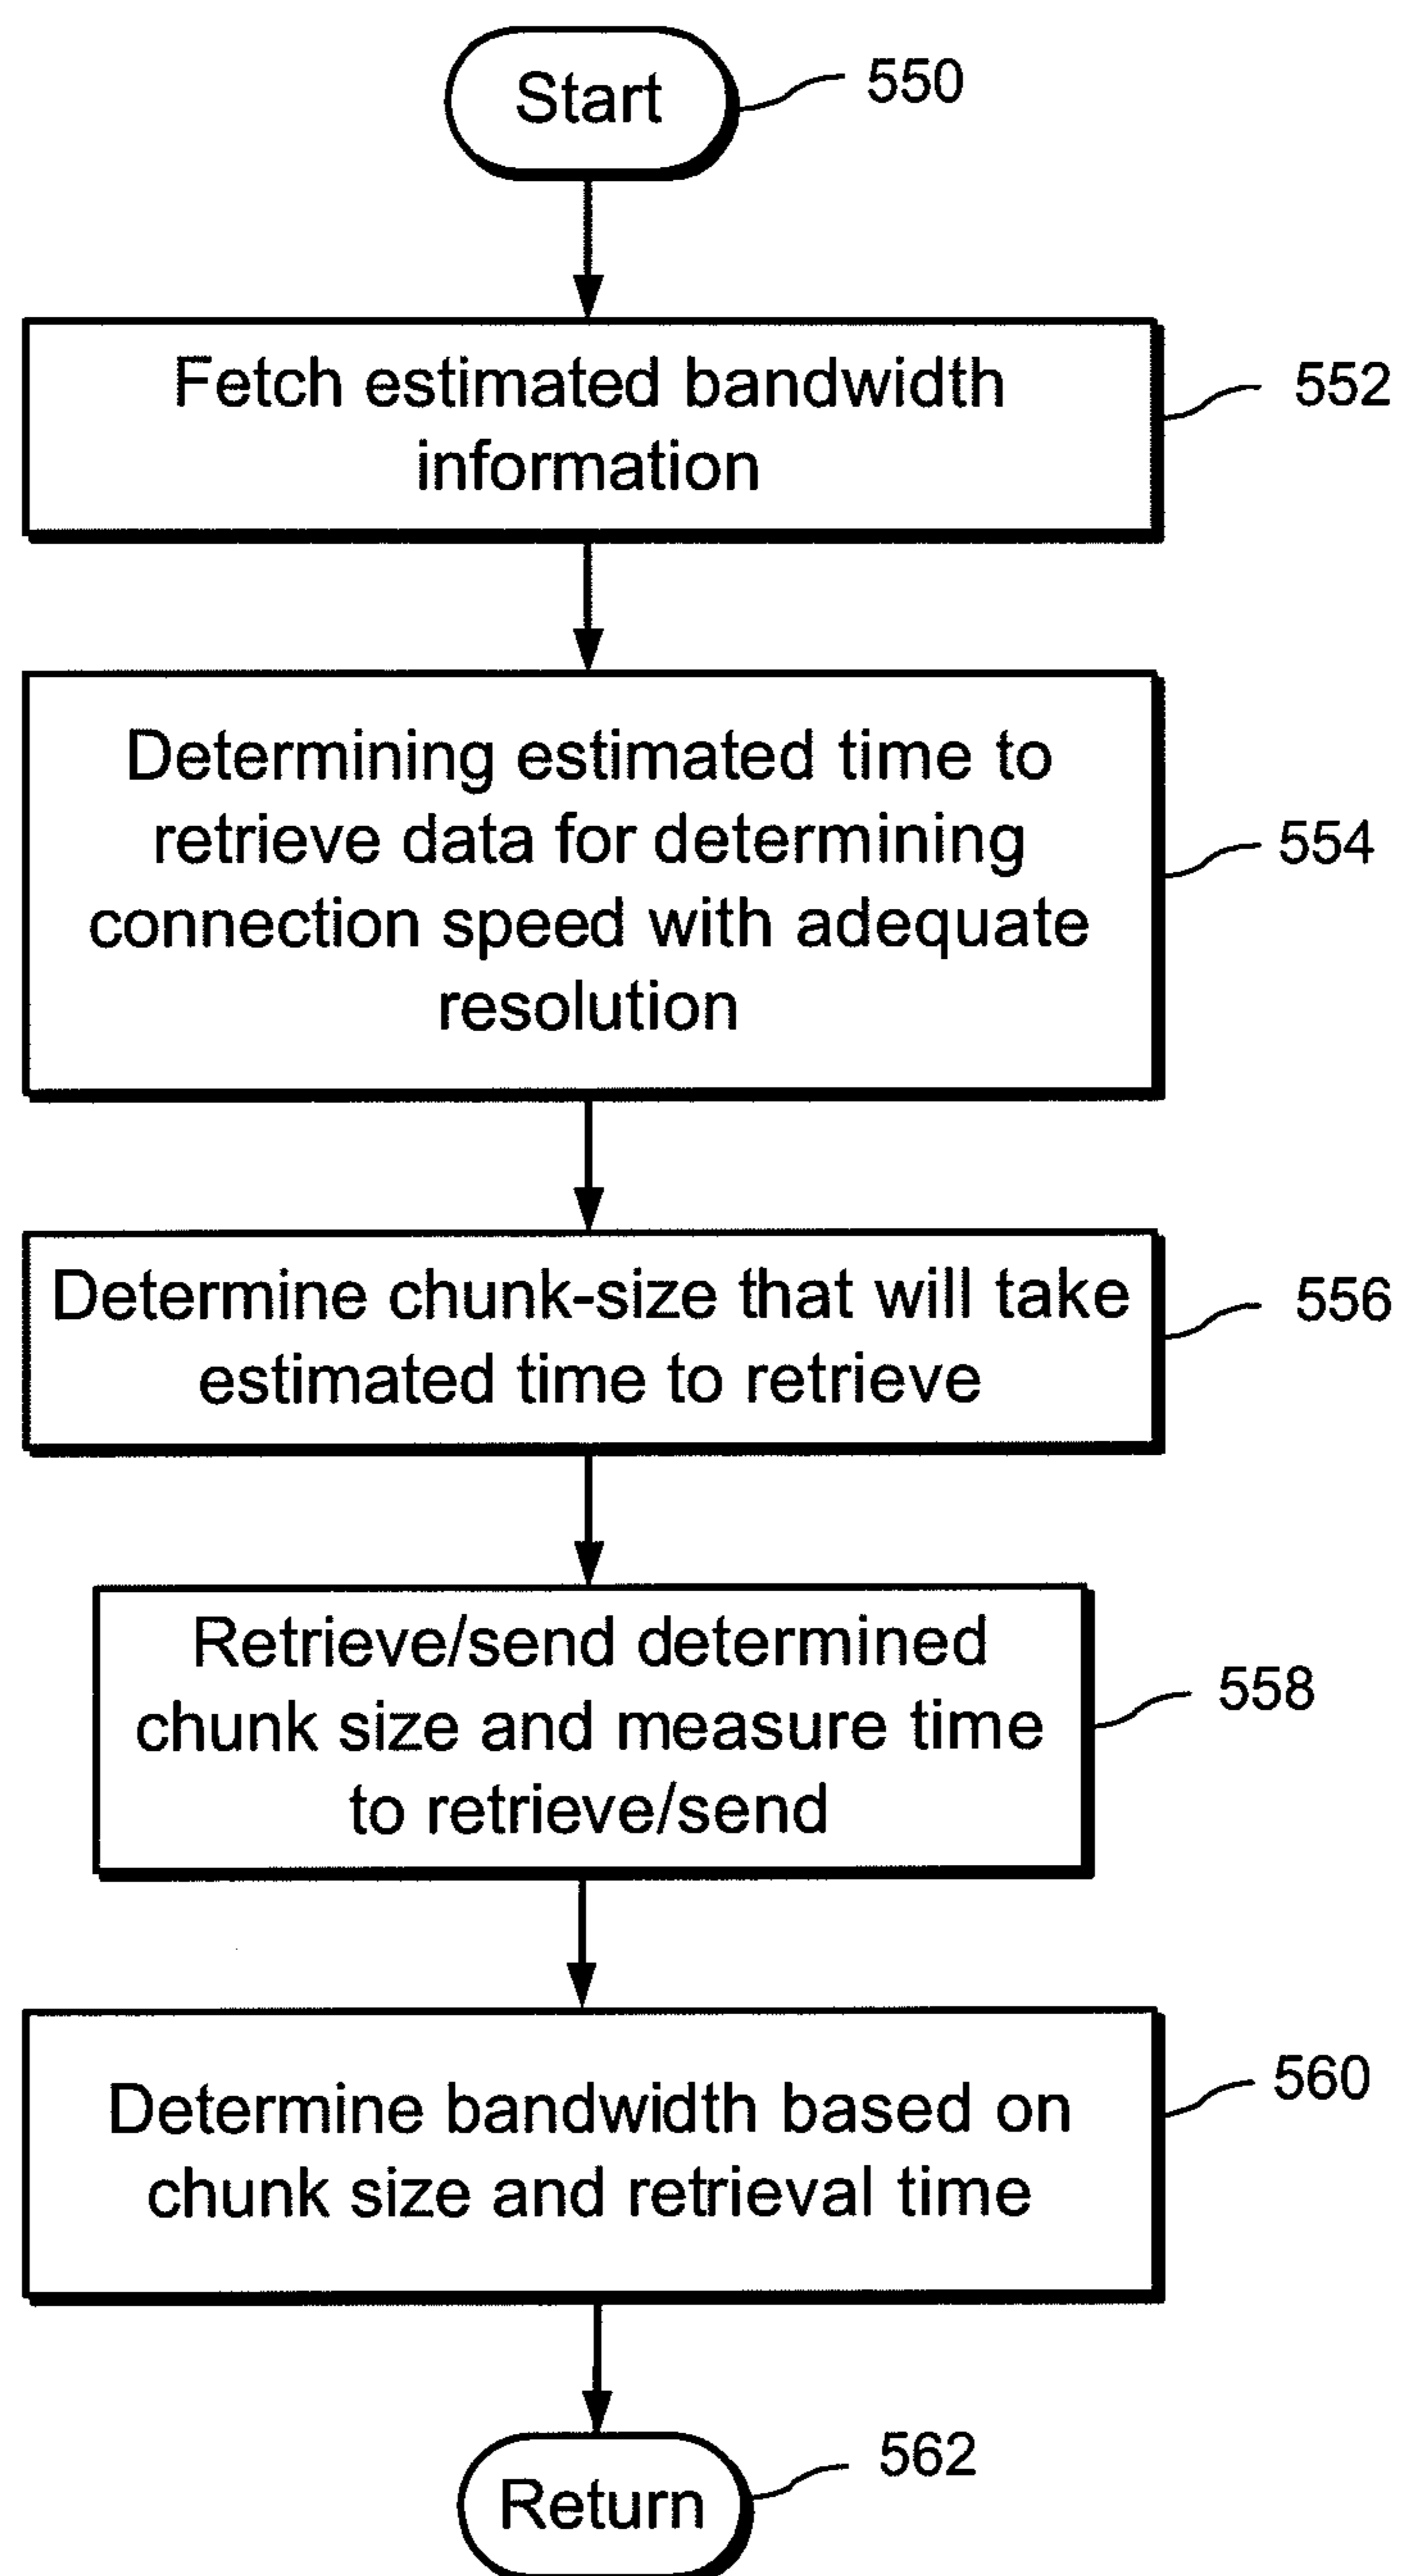 Start
550
Fetch estimated bandwidth
information
552
Determining estimated time to
retrieve data for determining
connection speed with adequate
resolution
554
Determine chunk-size that will take
estimated time to retrieve
556
Retrieve/send determined
chunk size and measure time
to retrieve/send
558
Determine bandwidth based on
chunk size and retrieval time
560
Return
562